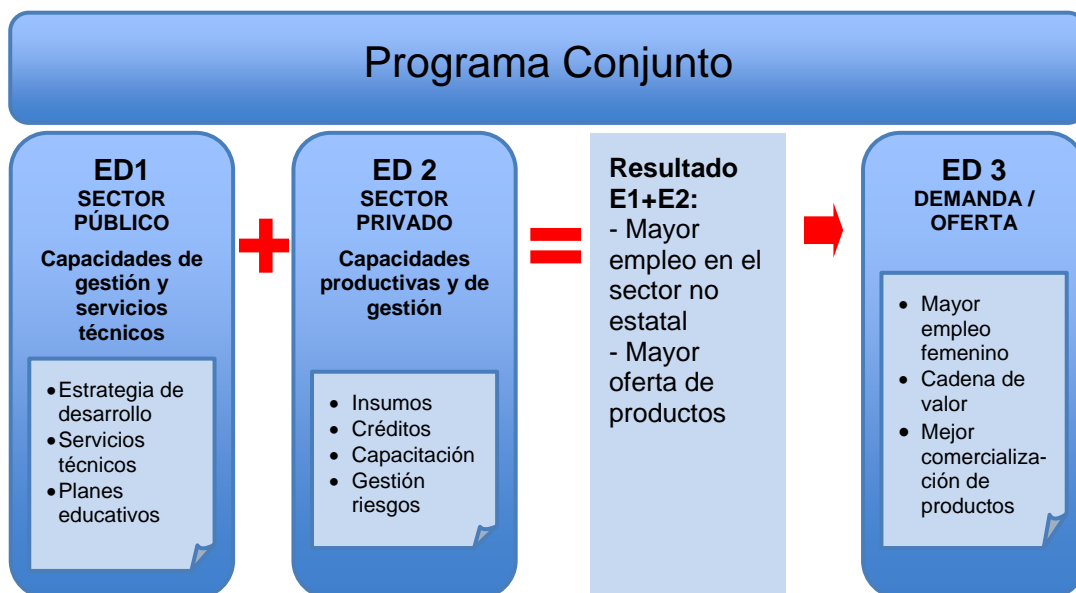 Programa Conjunto
ED1
SECTOR
PÚBLICO
Capacidades de
gestión y
servicios
técnicos
•Estrategia de
desarrollo
•Servicios
técnicos
•Planes
educativos
ED 2
SECTOR
PRIVADO
Capacidades
productivas y de
gestión
• Insumos
• Créditos
• Capacitación
• Gestión
riesgos
Resultado
E1+E2:
- Mayor
empleo en el
sector no
estatal
- Mayor
oferta de
productos
ED 3
DEMANDA /
OFERTA
• Mayor
empleo
femenino
• Cadena de
valor
• Mejor
comercializa-
ción de
productos